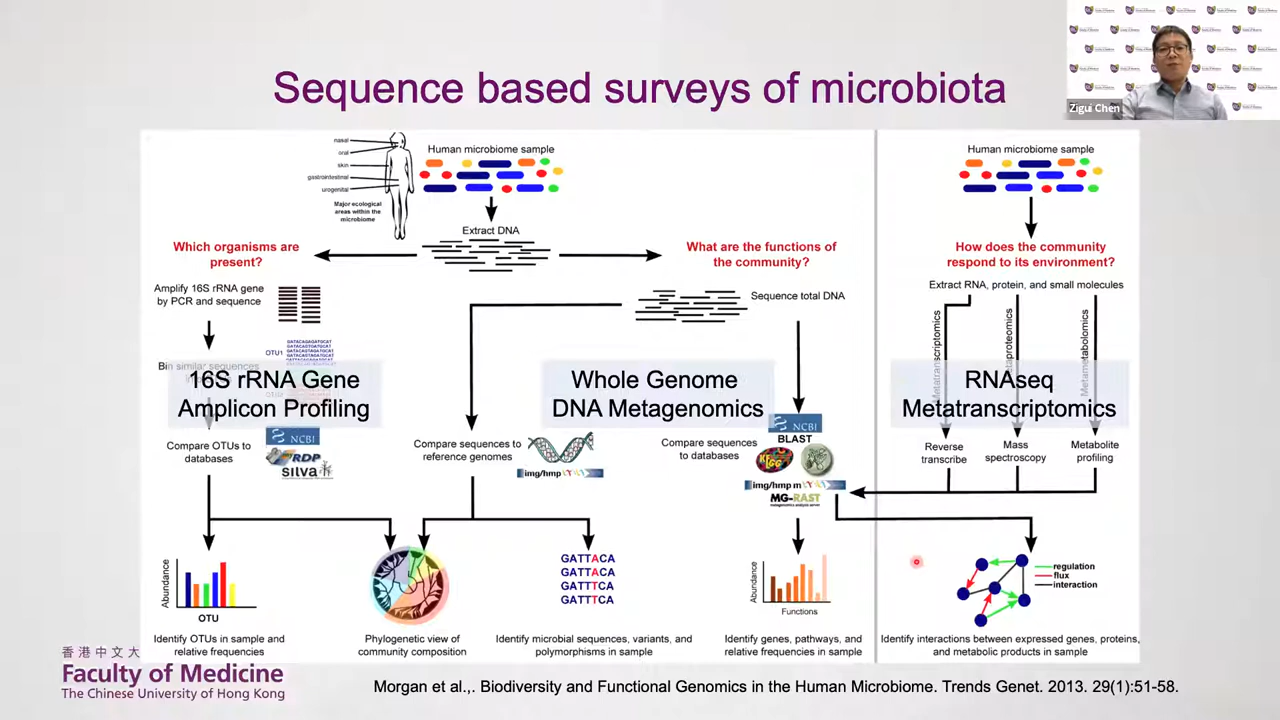 Sequence based surveys of microbiota
Zigui Chen
nasal
oral
skin
gastrointestinal
urogenital
Major ecological
areas within the
microbiome
Human microbiome sample
Extract DNA
Which organisms are
present?
Amplify 16S rRNA gene
by PCR and sequence
OTU1
GATACAGAGATGCAT
Bin similar sequences
16S rRNA Gene
Amplicon Profiling
Compare OTUs to
databases
NCBI
RDP
silva
Abundance
OTU
Identify OTUs in sample and
relative frequencies
Phylogenetic view of
community composition
What are the functions of
the community?
Sequence total DNA
Whole Genome
DNA Metagenomics
Compare sequences to
reference genomes
img/hmp
GATTACA
GATTACA
GATTTCA
GATTTCA
Identify microbial sequences, variants, and
polymorphisms in sample
Compare sequences
to databases
NCBI
BLAST
KEGG
img/hmp m
MG-RAST
metagenomics analysis server
Abundance
Functions
Identify genes, pathways, and
relative frequencies in sample
Human microbiome sample
How does the community
respond to its environment?
Extract RNA, protein, and small molecules
Metatranscriptomics
Metaproteomics
Metametabolomics
RNAseq
Metatranscriptomics
Reverse
transcribe
Mass
spectroscopy
Metabolite
profiling
regulation
flux
interaction
Identify interactions between expressed genes, proteins,
and metabolic products in sample
香港中文大
Faculty of Medicine
The Chinese University of Hong Kong
Morgan et al.,. Biodiversity and Functional Genomics in the Human Microbiome. Trends Genet. 2013. 29(1):51-58.